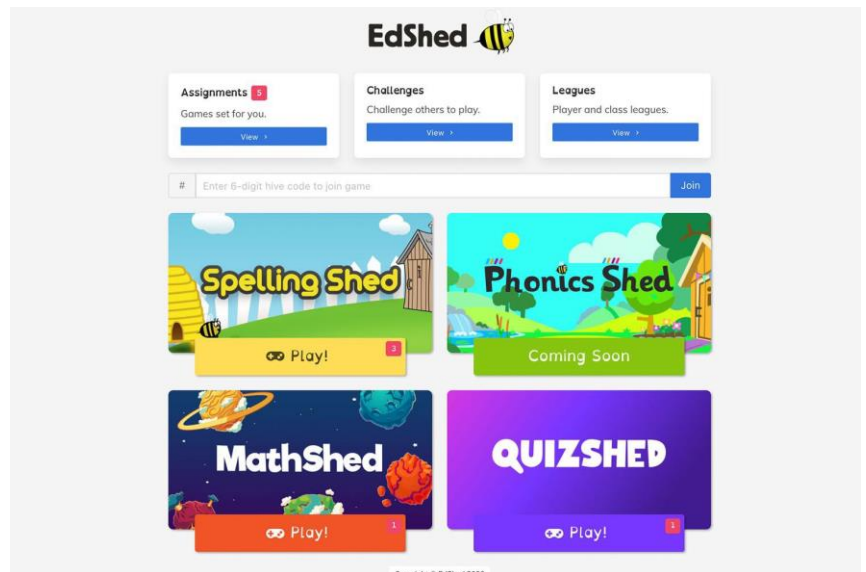 EdShed
Assignments 5
Games set for you.
View ›
Challenges
Challenge others to play.
View ›
Leagues
Player and class leagues.
View ›
# Enter 6-digit hive code to join game Join
Spelling Shed
Play! 3
Phonics Shed
Coming Soon
MathShed
Play! 1
QUIZSHED
Play! 1